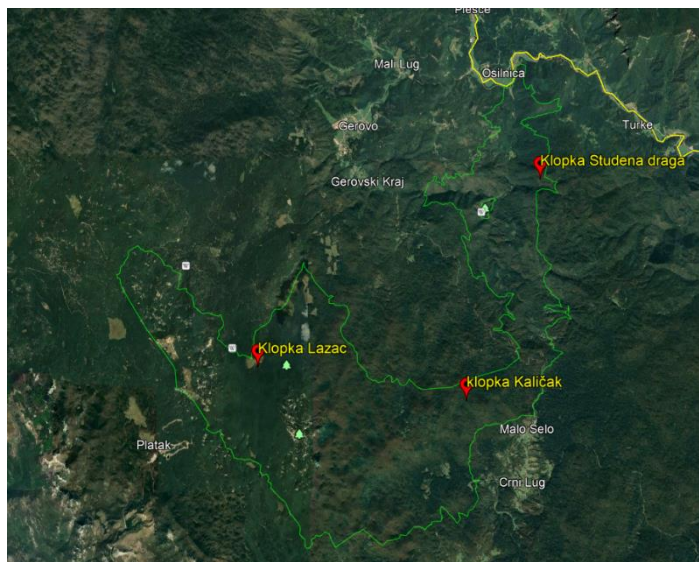 Plešce
Mali Lug
Osilnica
Gerovo
Turke
Klopka Studena draga
Gerovski Kraj
Klopka Lazac
klopka Kaličak
Malo Selo
Platak
Crni Lug